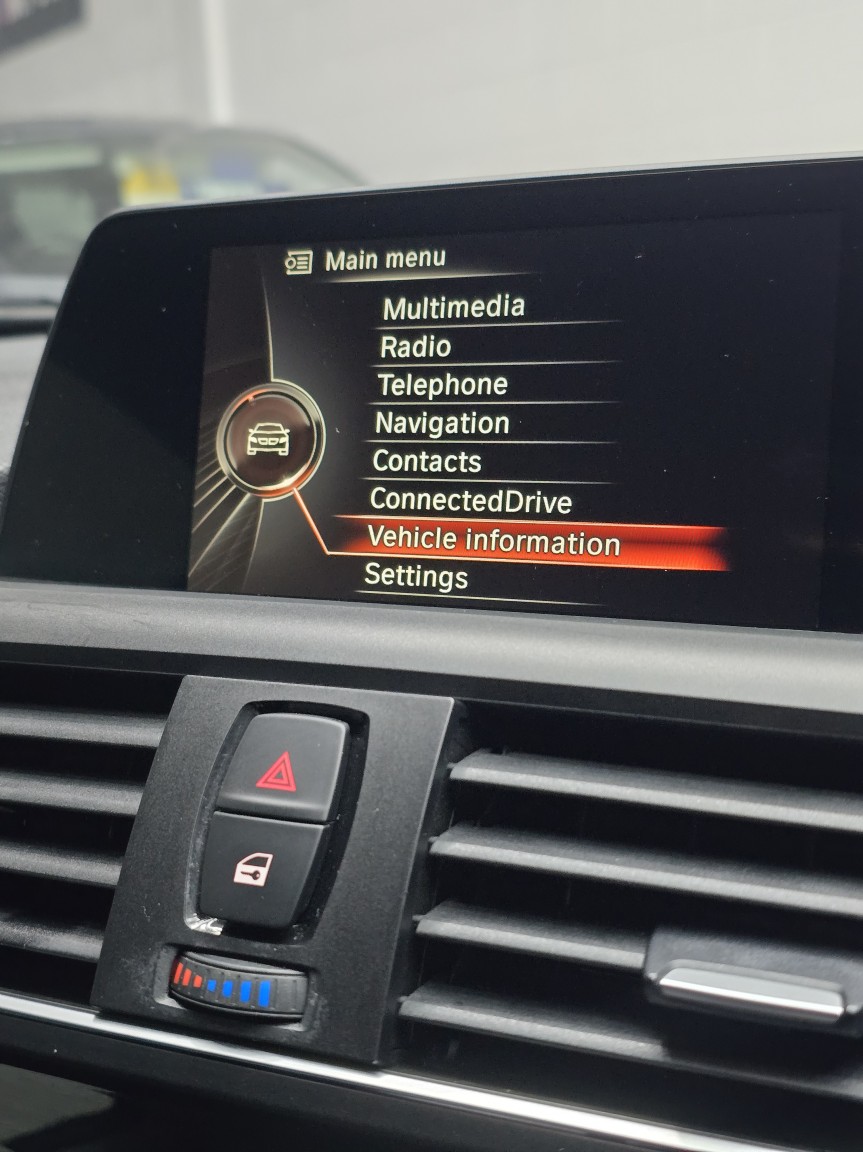 Main menu
Multimedia
Radio
Telephone
Navigation
Contacts
ConnectedDrive
Vehicle information
Settings